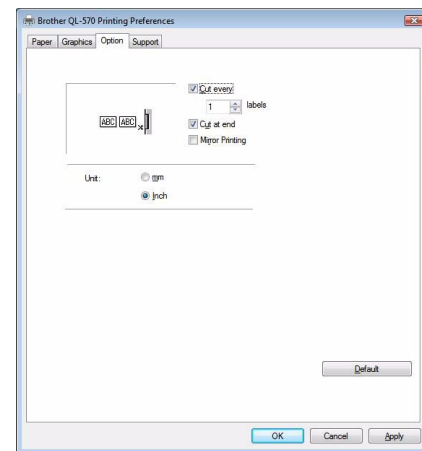 Brother QL-570 Printing Preferences
Paper Graphics Option Support
Cut every
1 labels
ABC ABC
Cut at end
Mirror Printing
Unit: mm
Inch
Default
OK Cancel Apply